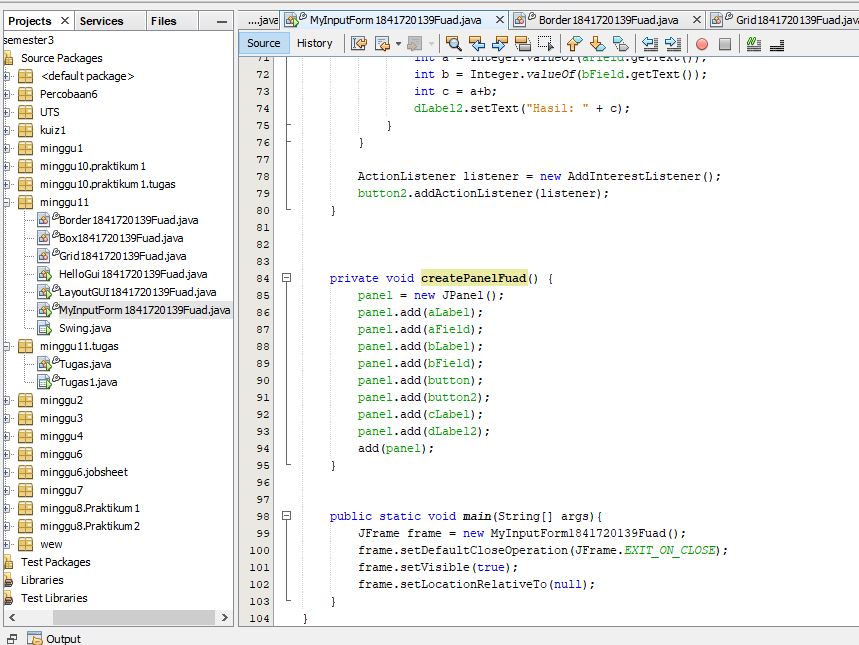 Projects × Services Files
semester3
Source Packages
<default package>
Percobaan6
UTS
kuiz1
minggu1
minggu10.praktikum1
minggu10.praktikum1.tugas
minggu11
Border1841720139Fuad.java
Box1841720139Fuad.java
Grid1841720139Fuad.java
HelloGui1841720139Fuad.java
LayoutGUI1841720139Fuad.java
MyInputForm1841720139Fuad.java
Swing.java
minggu11.tugas
Tugas.java
Tugas1.java
minggu2
minggu3
minggu4
minggu6
minggu6.jobsheet
minggu7
minggu8.Praktikum1
minggu8.Praktikum2
wew
Test Packages
Libraries
Test Libraries
Output
....java MyInputForm1841720139Fuad.java × Border1841720139Fuad.java × Grid1841720139Fuad.java
Source History
71 int a = Integer.valueOf(aField.getText());
72 int b = Integer.valueOf(bField.getText());
73 int c = a+b;
74 dLabel2.setText("Hasil: " + c);
75 }
76 }
77
78 ActionListener listener = new AddInterestListener();
79 button2.addActionListener(listener);
80 }
81
82
83
84 private void createPanelFuad() {
85 panel = new JPanel();
86 panel.add(aLabel);
87 panel.add(aField);
88 panel.add(bLabel);
89 panel.add(bField);
90 panel.add(button);
91 panel.add(button2);
92 panel.add(cLabel);
93 panel.add(dLabel2);
94 add(panel);
95 }
96
97
98 public static void main(String[] args){
99 JFrame frame = new MyInputForm1841720139Fuad();
100 frame.setDefaultCloseOperation(JFrame.EXIT_ON_CLOSE);
101 frame.setVisible(true);
102 frame.setLocationRelativeTo(null);
103 }
104 }